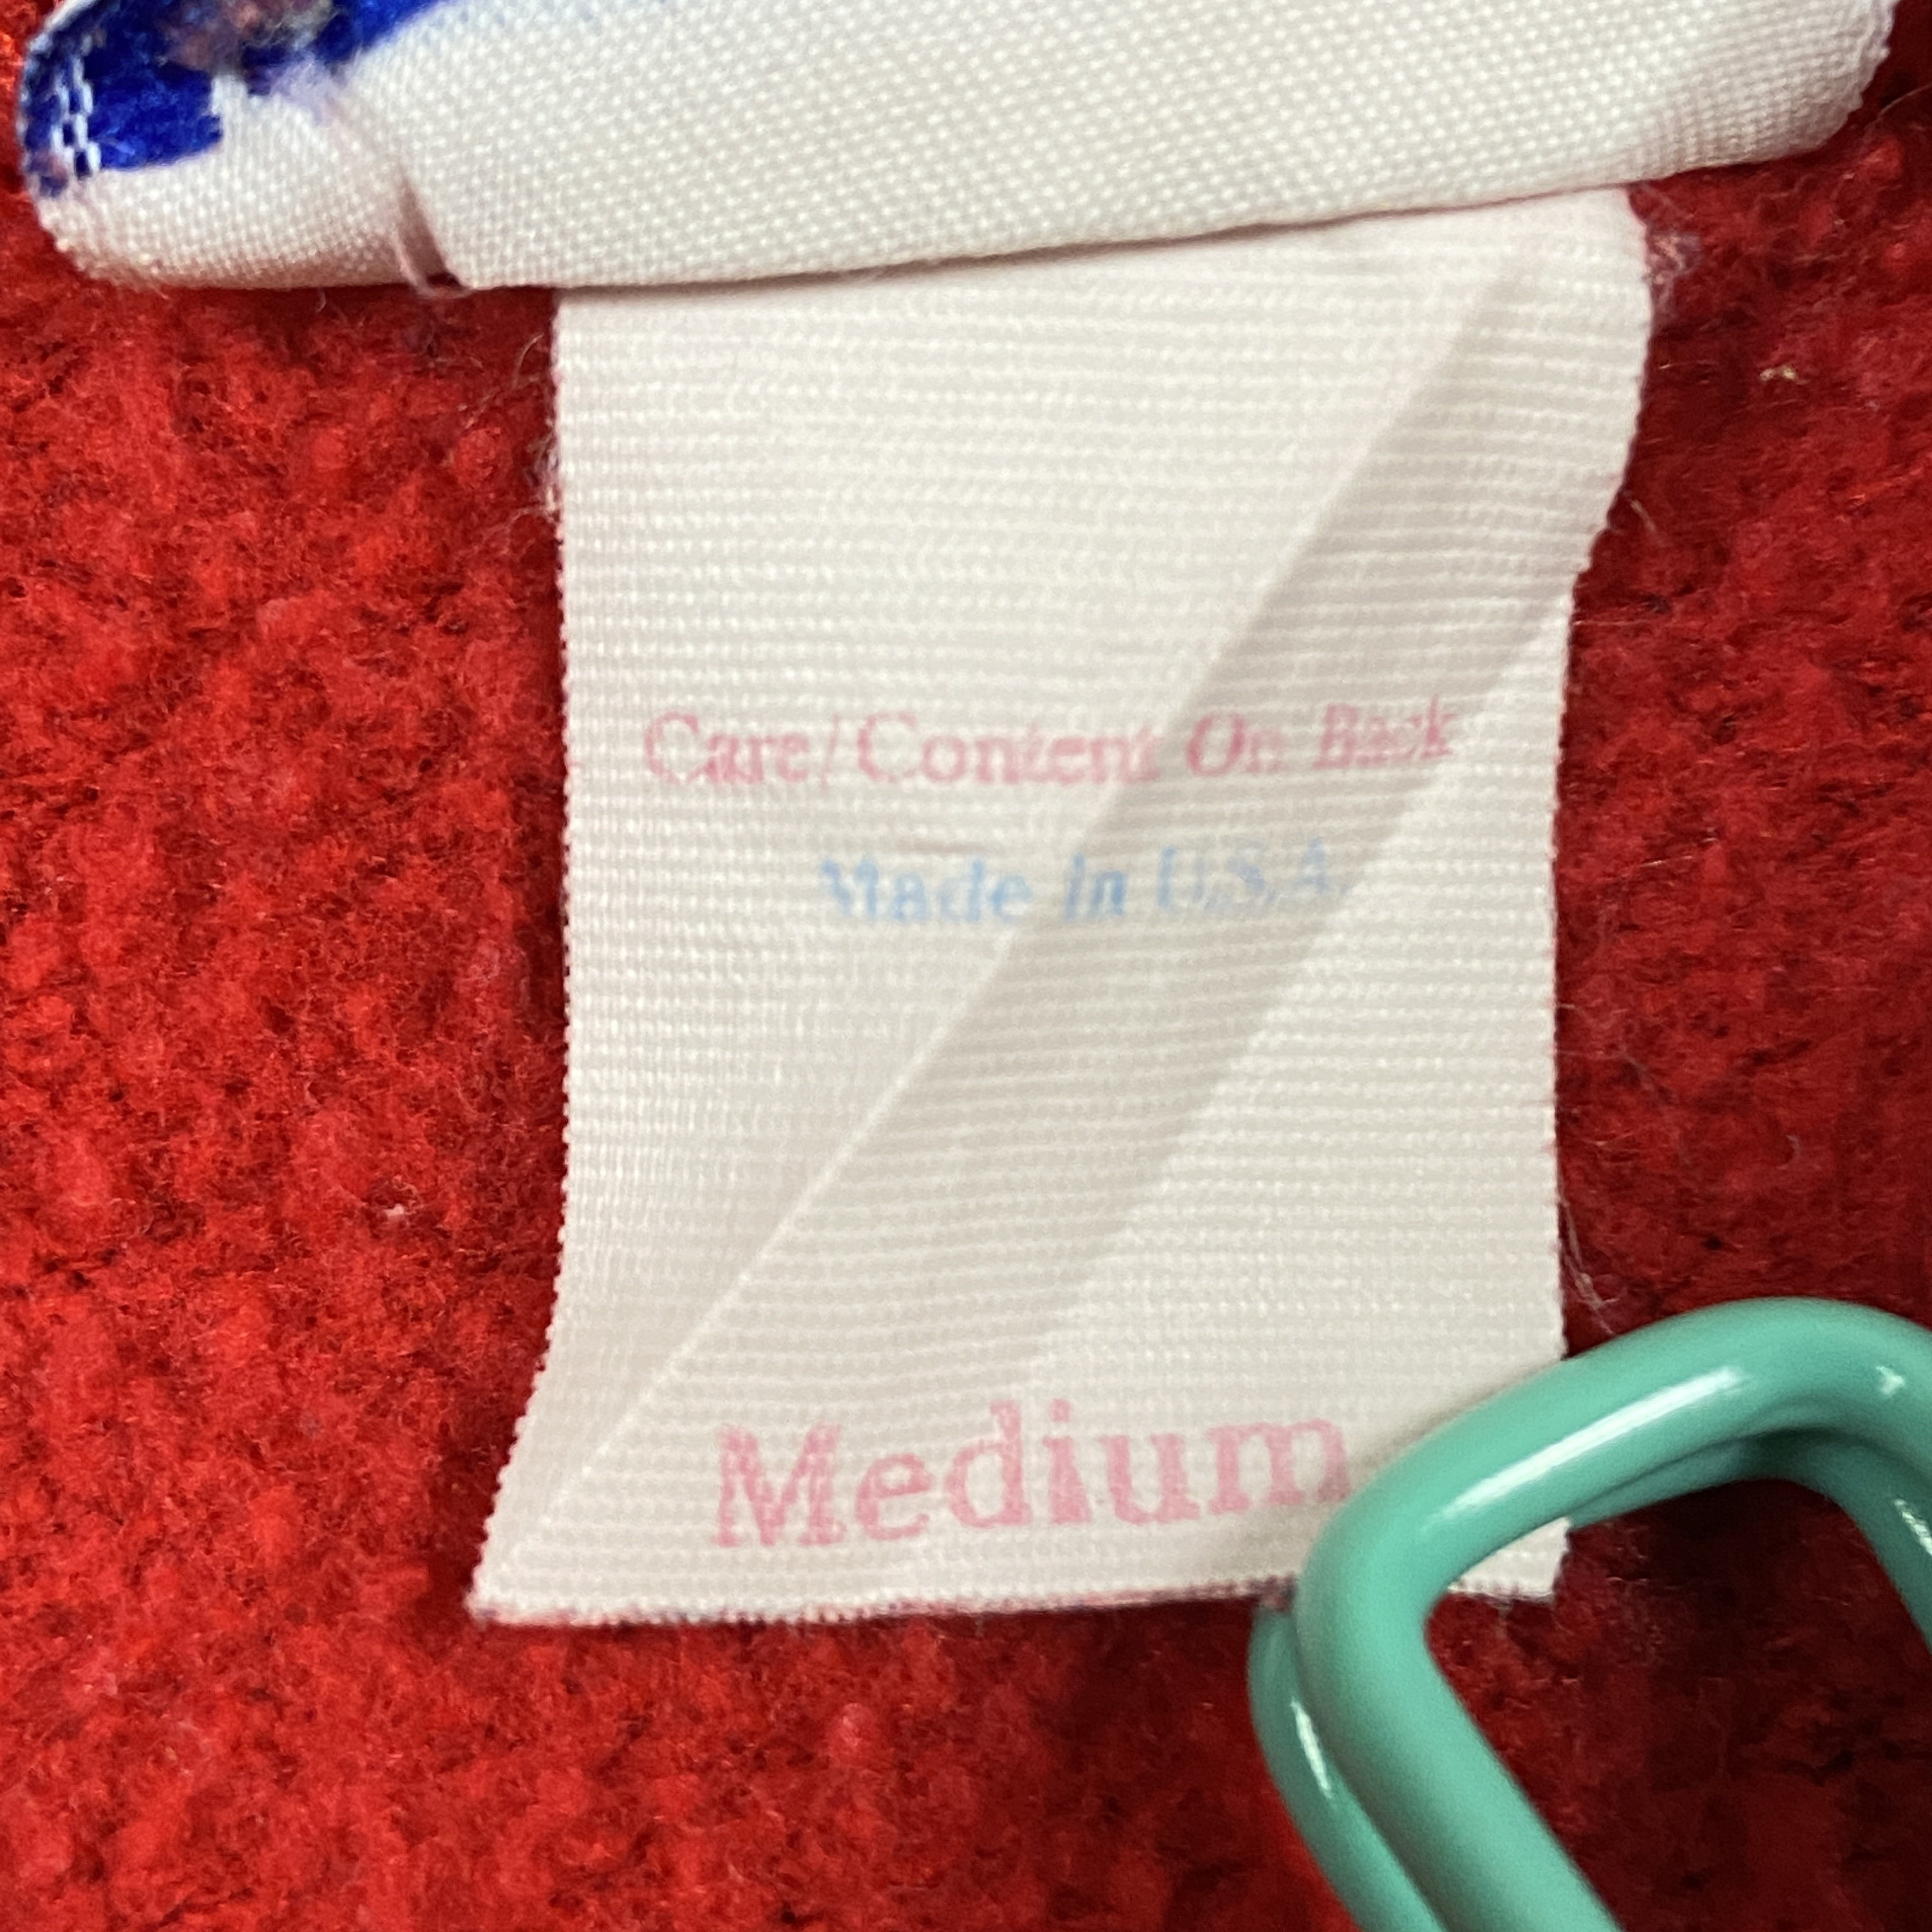 Care/Content On Back
Made In U.S.A.
Medium